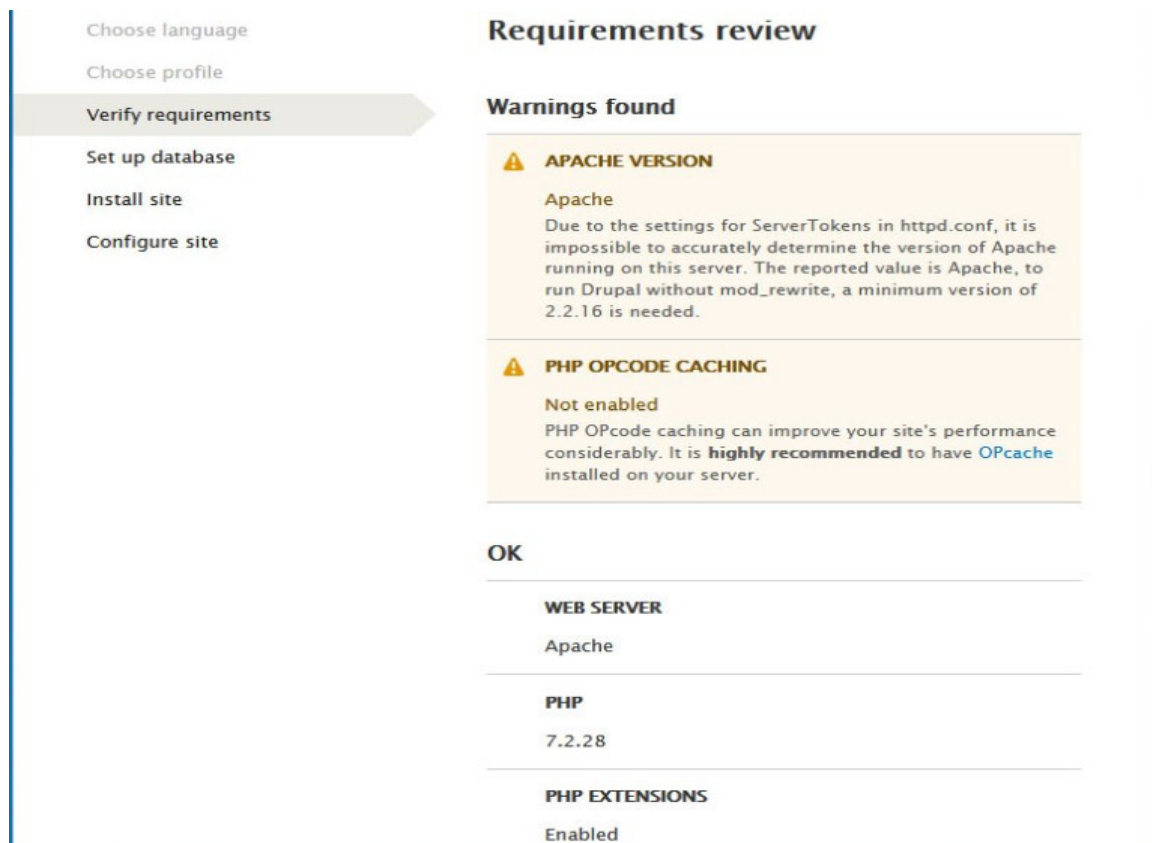 Choose language
Choose profile
Verify requirements
Set up database
Install site
Configure site
Requirements review
Warnings found
APACHE VERSION
Apache
Due to the settings for ServerTokens in httpd.conf, it is
impossible to accurately determine the version of Apache
running on this server. The reported value is Apache, to
run Drupal without mod_rewrite, a minimum version of
2.2.16 is needed.
PHP OPCODE CACHING
Not enabled
PHP OPcode caching can improve your site's performance
considerably. It is highly recommended to have OPcache
installed on your server.
OK
WEB SERVER
Apache
PHP
7.2.28
PHP EXTENSIONS
Enabled